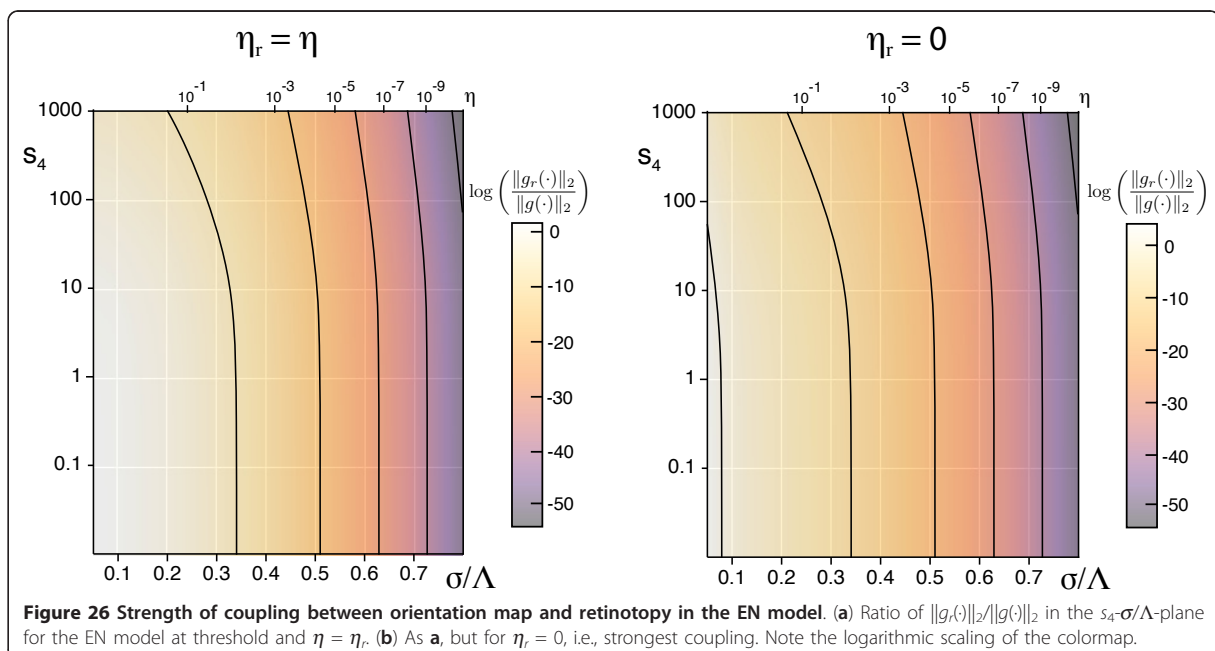 η_r = η
η_r = 0
10^-1 10^-3 10^-5 10^-7 10^-9 η
10^-1 10^-3 10^-5 10^-7 10^-9 η
1000
s_4
100
10
1
0.1
0.1 0.2 0.3 0.4 0.5 0.6 0.7 σ/Λ
log (‖g_r(·)‖_2 / ‖g(·)‖_2)
0
-10
-20
-30
-40
-50
1000
s_4
100
10
1
0.1
0.1 0.2 0.3 0.4 0.5 0.6 0.7 σ/Λ
log (‖g_r(·)‖_2 / ‖g(·)‖_2)
0
-10
-20
-30
-40
-50
Figure 26 Strength of coupling between orientation map and retinotopy in the EN model. (a) Ratio of ||g_r(·)||_2/||g(·)||_2 in the s_4-σ/Λ-plane
for the EN model at threshold and η = η_r. (b) As a, but for η_r = 0, i.e., strongest coupling. Note the logarithmic scaling of the colormap.